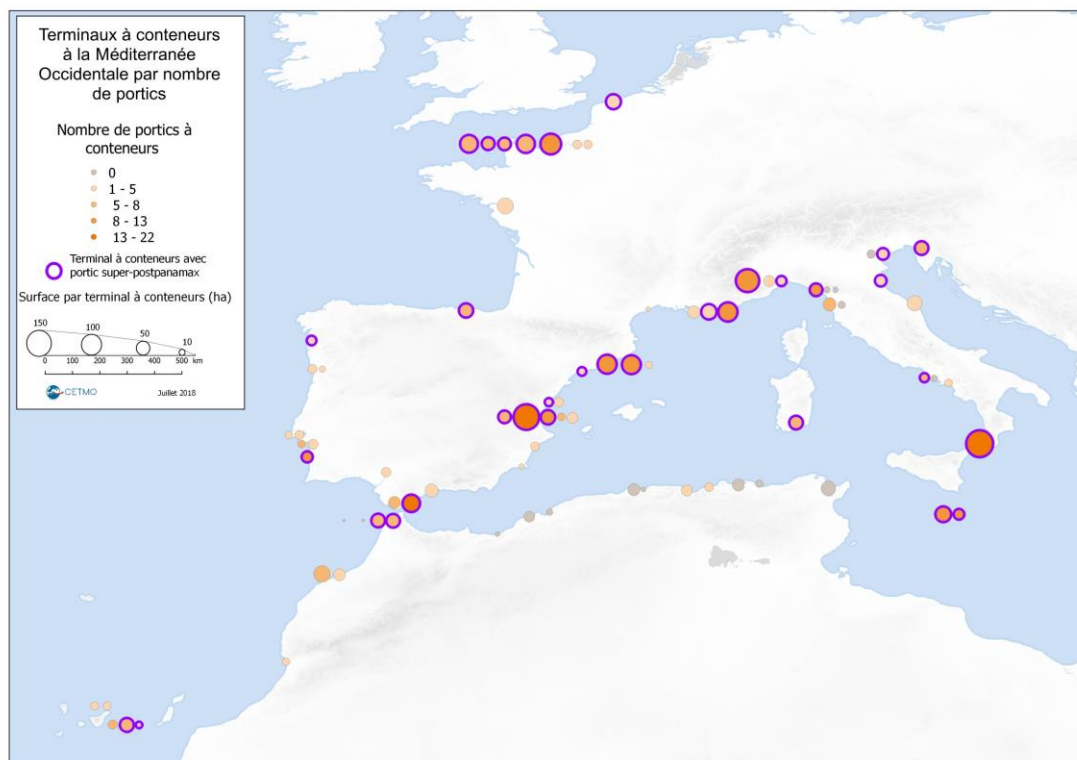 Terminaux à conteneurs
à la Méditerranée
Occidentale par nombre
de portics
Nombre de portics à
conteneurs
0
1 - 5
5 - 8
8 - 13
13 - 22
Terminal à conteneurs avec
portic super-postpanamax
Surface par terminal à conteneurs (ha)
150 100 50 10
km
0 100 200 300 400 500
CETMO Juillet 2018